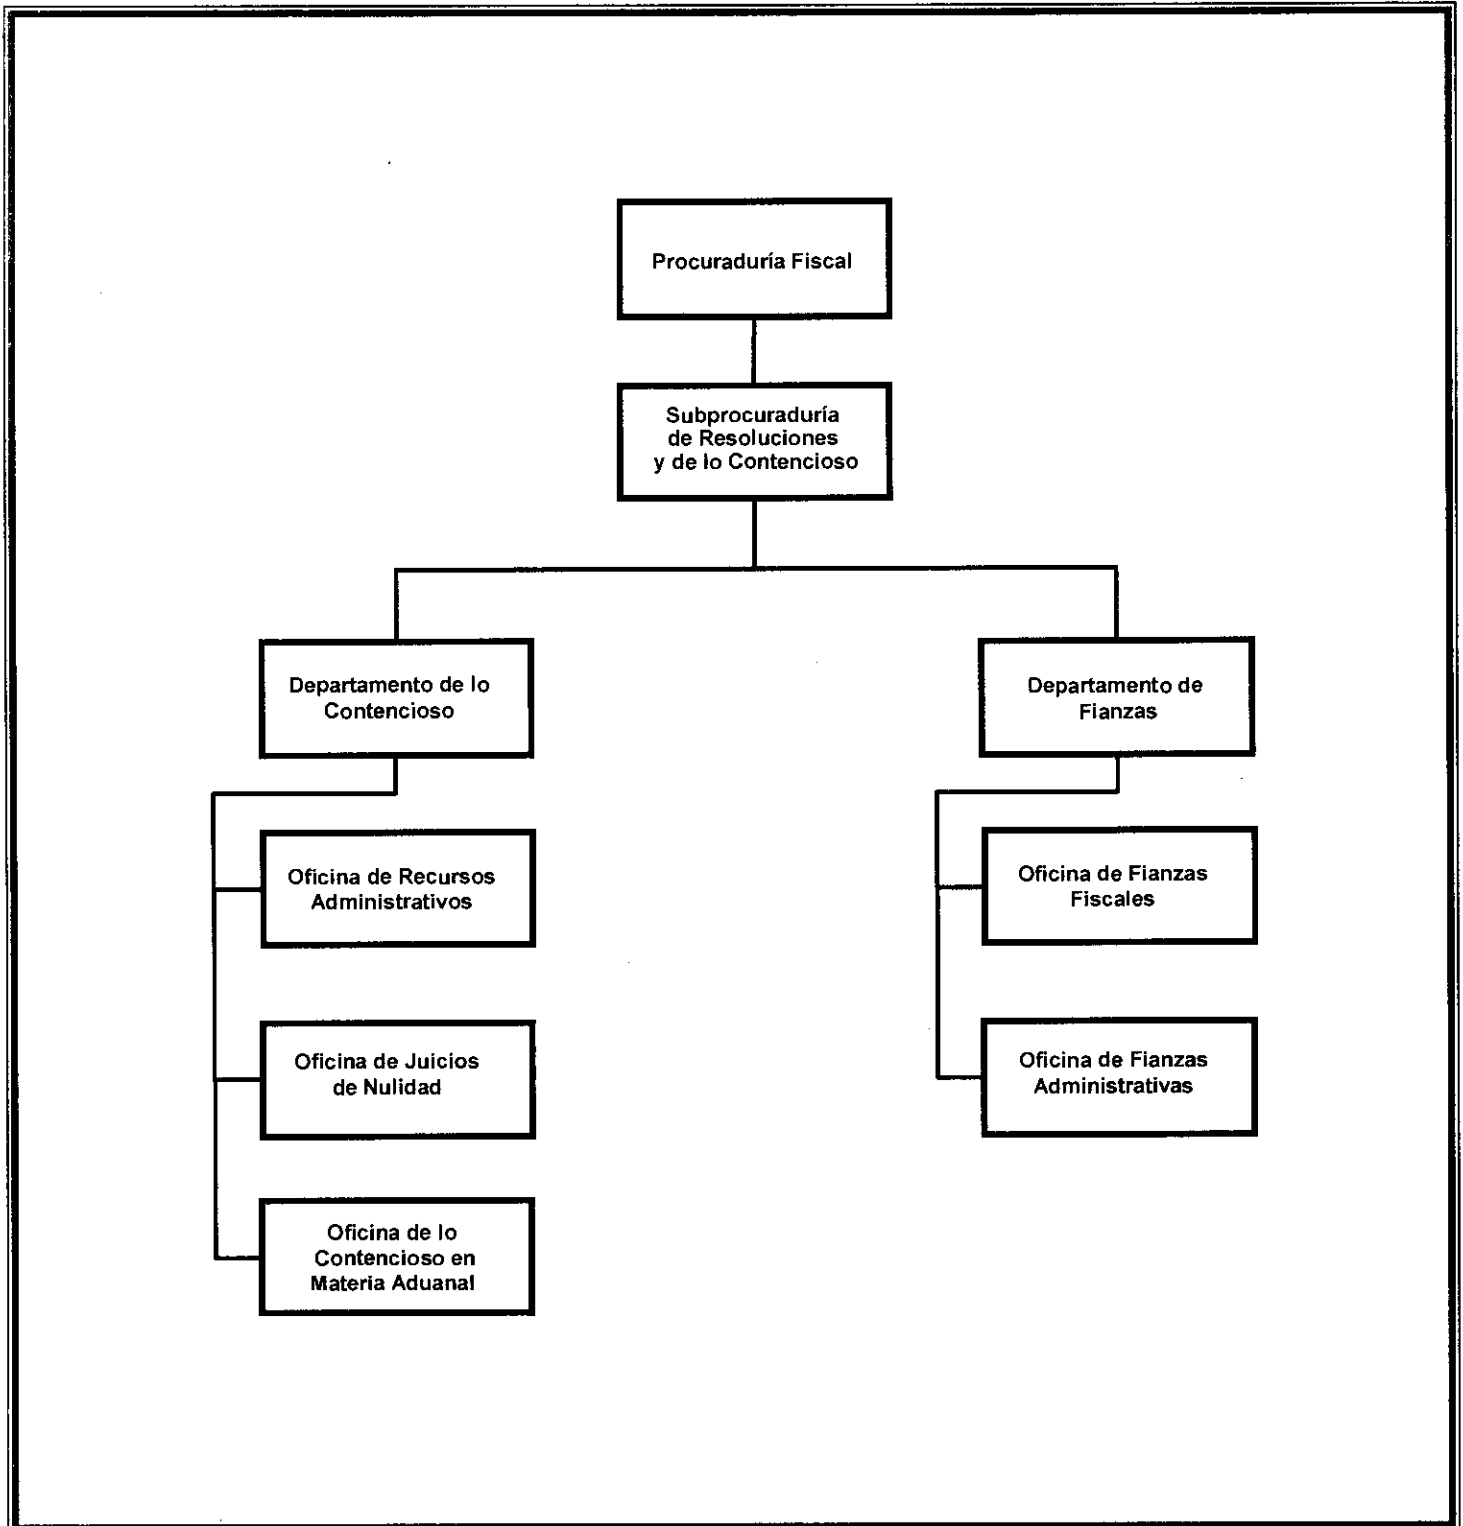 Procuraduría Fiscal
Subprocuraduría
de Resoluciones
y de lo Contencioso
Departamento de lo
Contencioso
Departamento de
Fianzas
Oficina de Recursos
Administrativos
Oficina de Fianzas
Fiscales
Oficina de Juicios
de Nulidad
Oficina de Fianzas
Administrativas
Oficina de lo
Contencioso en
Materia Aduanal